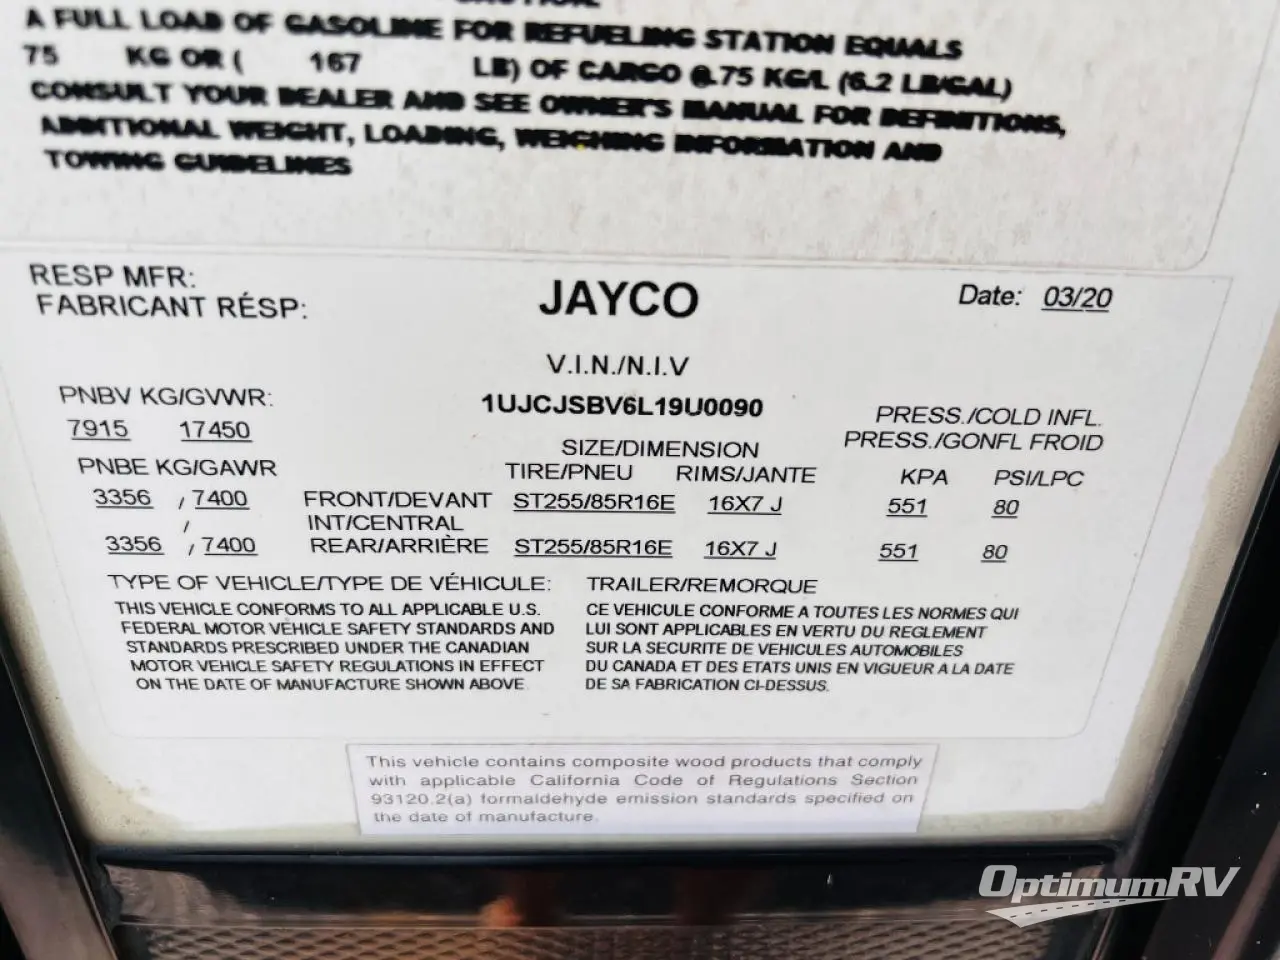 A FULL LOAD OF GASOLINE FOR REFUELING STATION EQUALS
75 KG OR ( 167 LB) OF CARGO @.75 KG/L (6.2 LB/GAL)
CONSULT YOUR DEALER AND SEE OWNER'S MANUAL FOR DEFINITIONS,
ADDITIONAL WEIGHT, LOADING, WEIGHING INFORMATION AND
TOWING GUIDELINES
RESP MFR:
FABRICANT RÉSP:
JAYCO
Date: 03/20
V.I.N./N.I.V
1UJCJSBV6L19U0090
PNBV KG/GVWR:
7915 17450
PNBE KG/GAWR
SIZE/DIMENSION
TIRE/PNEU RIMS/JANTE
PRESS./COLD INFL.
PRESS./GONFL FROID
KPA PSI/LPC
3356 / 7400 FRONT/DEVANT ST255/85R16E 16X7 J 551 80
/ INT/CENTRAL
3356 / 7400 REAR/ARRIÈRE ST255/85R16E 16X7 J 551 80
TYPE OF VEHICLE/TYPE DE VÉHICULE: TRAILER/REMORQUE
THIS VEHICLE CONFORMS TO ALL APPLICABLE U.S.
FEDERAL MOTOR VEHICLE SAFETY STANDARDS AND
STANDARDS PRESCRIBED UNDER THE CANADIAN
MOTOR VEHICLE SAFETY REGULATIONS IN EFFECT
ON THE DATE OF MANUFACTURE SHOWN ABOVE.
CE VEHICULE CONFORME A TOUTES LES NORMES QUI
LUI SONT APPLICABLES EN VERTU DU REGLEMENT
SUR LA SECURITE DE VEHICULES AUTOMOBILES
DU CANADA ET DES ETATS UNIS EN VIGUEUR A LA DATE
DE SA FABRICATION CI-DESSUS.
This vehicle contains composite wood products that comply
with applicable California Code of Regulations Section
93120.2(a) formaldehyde emission standards specified on
the date of manufacture.
OptimumRV